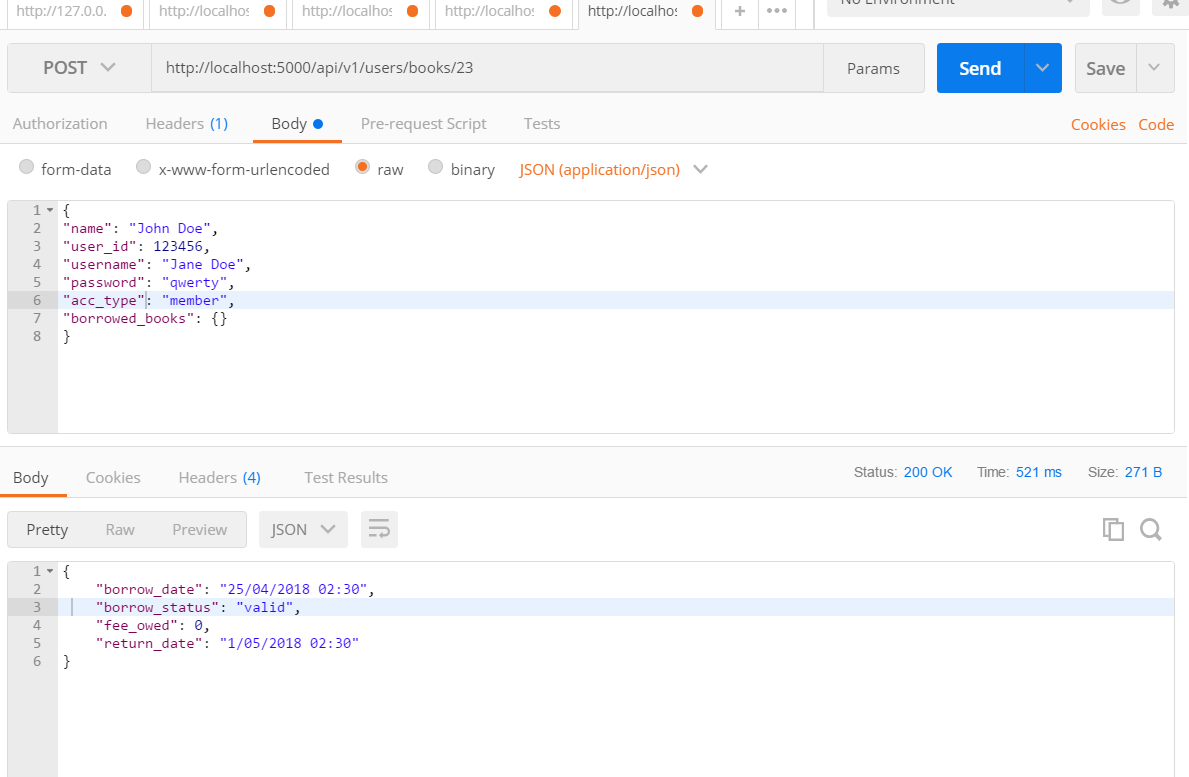 http://127.0.0. http://localhos http://localhos http://localhos http://localhos + ••• No Environment
POST http://localhost:5000/api/v1/users/books/23 Params Send Save
Authorization Headers (1) Body Pre-request Script Tests Cookies Code
form-data x-www-form-urlencoded raw binary JSON (application/json)
1 {
2 "name": "John Doe",
3 "user_id": 123456,
4 "username": "Jane Doe",
5 "password": "qwerty",
6 "acc_type": "member",
7 "borrowed_books": {}
8 }
Body Cookies Headers (4) Test Results Status: 200 OK Time: 521 ms Size: 271 B
Pretty Raw Preview JSON
1 {
2 "borrow_date": "25/04/2018 02:30",
3 "borrow_status": "valid",
4 "fee_owed": 0,
5 "return_date": "1/05/2018 02:30"
6 }